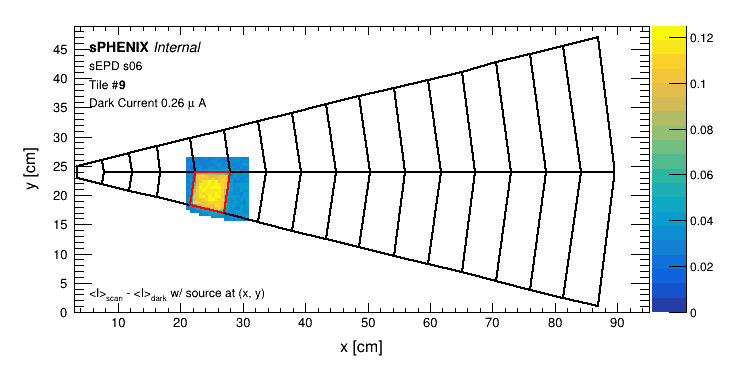 sPHENIX Internal
sEPD s06
Tile #9
Dark Current 0.26 μ A
<I>scan - <I>dark w/ source at (x, y)
y [cm]
45
40
35
30
25
20
15
10
5
0
10 20 30 40 50 60 70 80 90
x [cm]
0.12
0.1
0.08
0.06
0.04
0.02
0